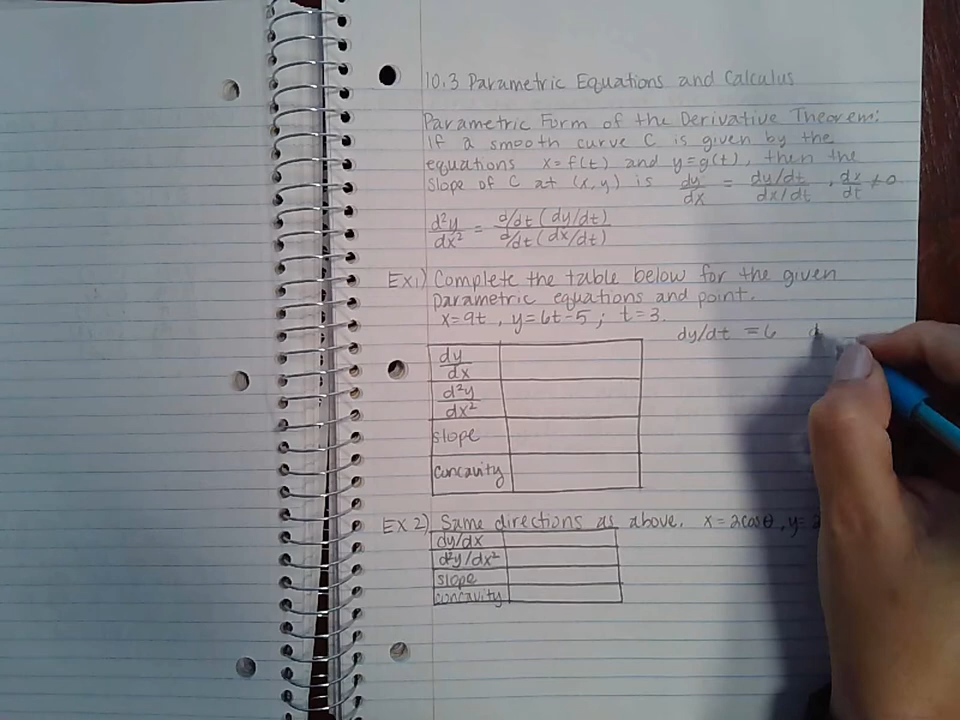 10.3 Parametric Equations and Calculus
Parametric Form of the Derivative Theorem:
If a smooth curve C is given by the
equations x=f(t) and y=g(t), then the
slope of C at (x,y) is dy/dx = dy/dt / dx/dt , dx/dt ≠ 0
d²y/dx² = d/dt (dy/dt) / d/dt (dx/dt)
Ex1) Complete the table below for the given
parametric equations and point.
x=9t, y=6t-5; t=3.
dy/dt = 6 d
dy/dx
d²y/dx²
slope
concavity
Ex 2) Same directions as above. x=2cosθ, y=
dy/dx
d²y/dx²
slope
concavity